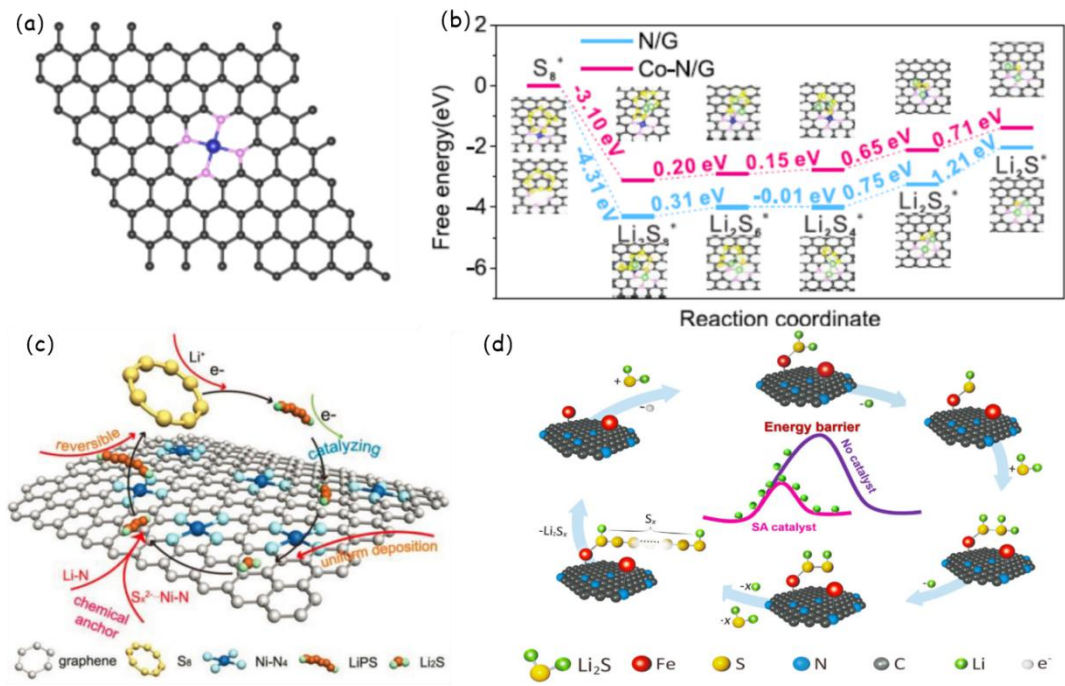 (a)
(b)
2
0
-2
-4
-6
Free energy(eV)
N/G
Co-N/G
S₈*
-3.10 eV
-4.31 eV
0.20 eV
0.15 eV
0.65 eV
0.71 eV
0.31 eV
-0.01 eV
0.75 eV
1.21 eV
Li₂S₈*
Li₂S₆*
Li₂S₄*
Li₂S₂*
Li₂S*
Reaction coordinate
(c)
Li⁺
e-
e-
catalyzing
reversible
uniform deposition
Li-N
Sₓ²⁻···Ni-N
chemical
anchor
graphene
S₈
Ni-N₄
LiPS
Li₂S
(d)
+
-
-
+
Energy barrier
No catalyst
SA catalyst
Sₓ
-Li₂Sₓ
-x
-x
-
Li₂S
Fe
S
N
C
Li
e⁻